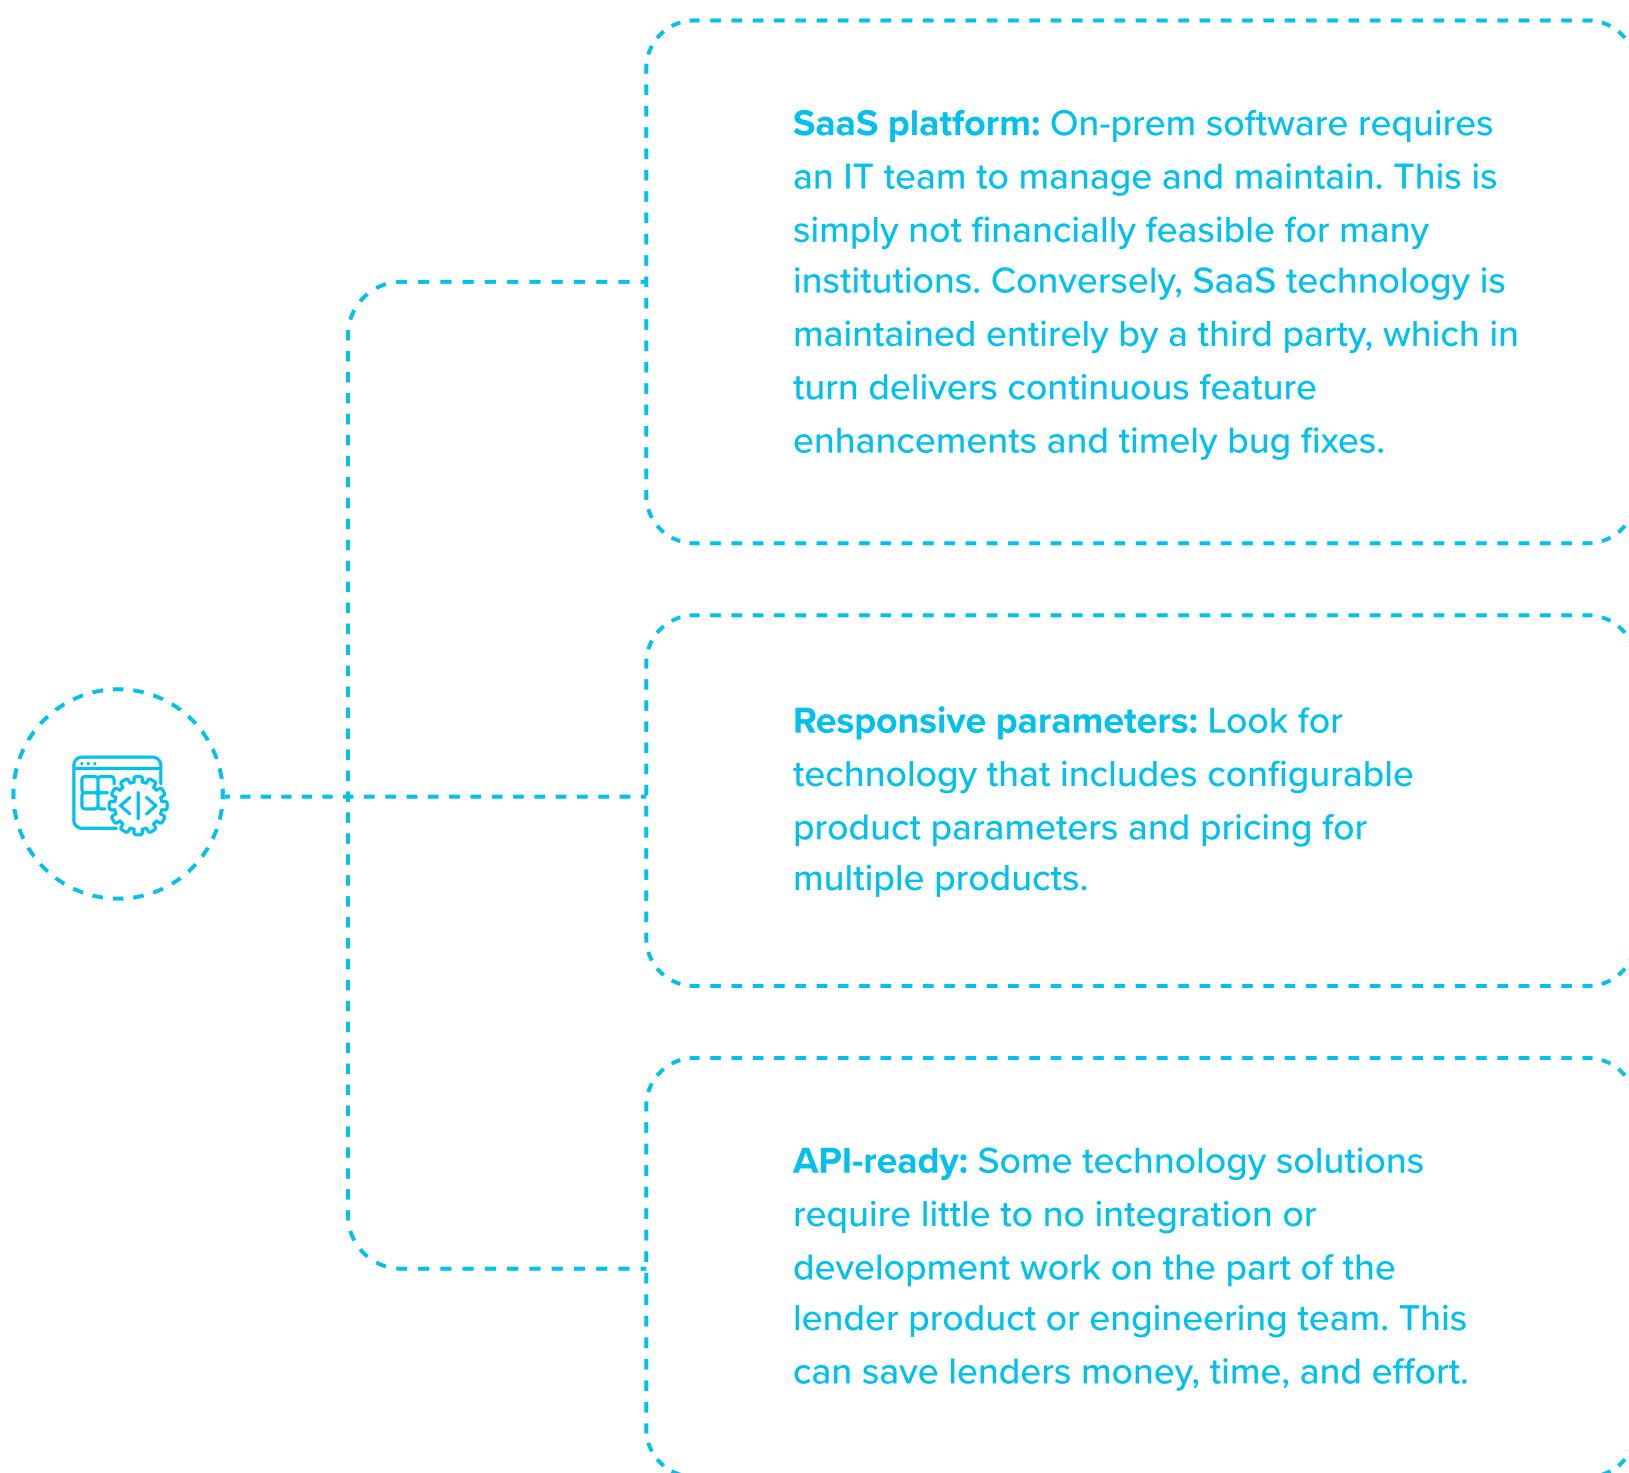 SaaS platform: On-prem software requires
an IT team to manage and maintain. This is
simply not financially feasible for many
institutions. Conversely, SaaS technology is
maintained entirely by a third party, which in
turn delivers continuous feature
enhancements and timely bug fixes.
Responsive parameters: Look for
technology that includes configurable
product parameters and pricing for
multiple products.
API-ready: Some technology solutions
require little to no integration or
development work on the part of the
lender product or engineering team. This
can save lenders money, time, and effort.